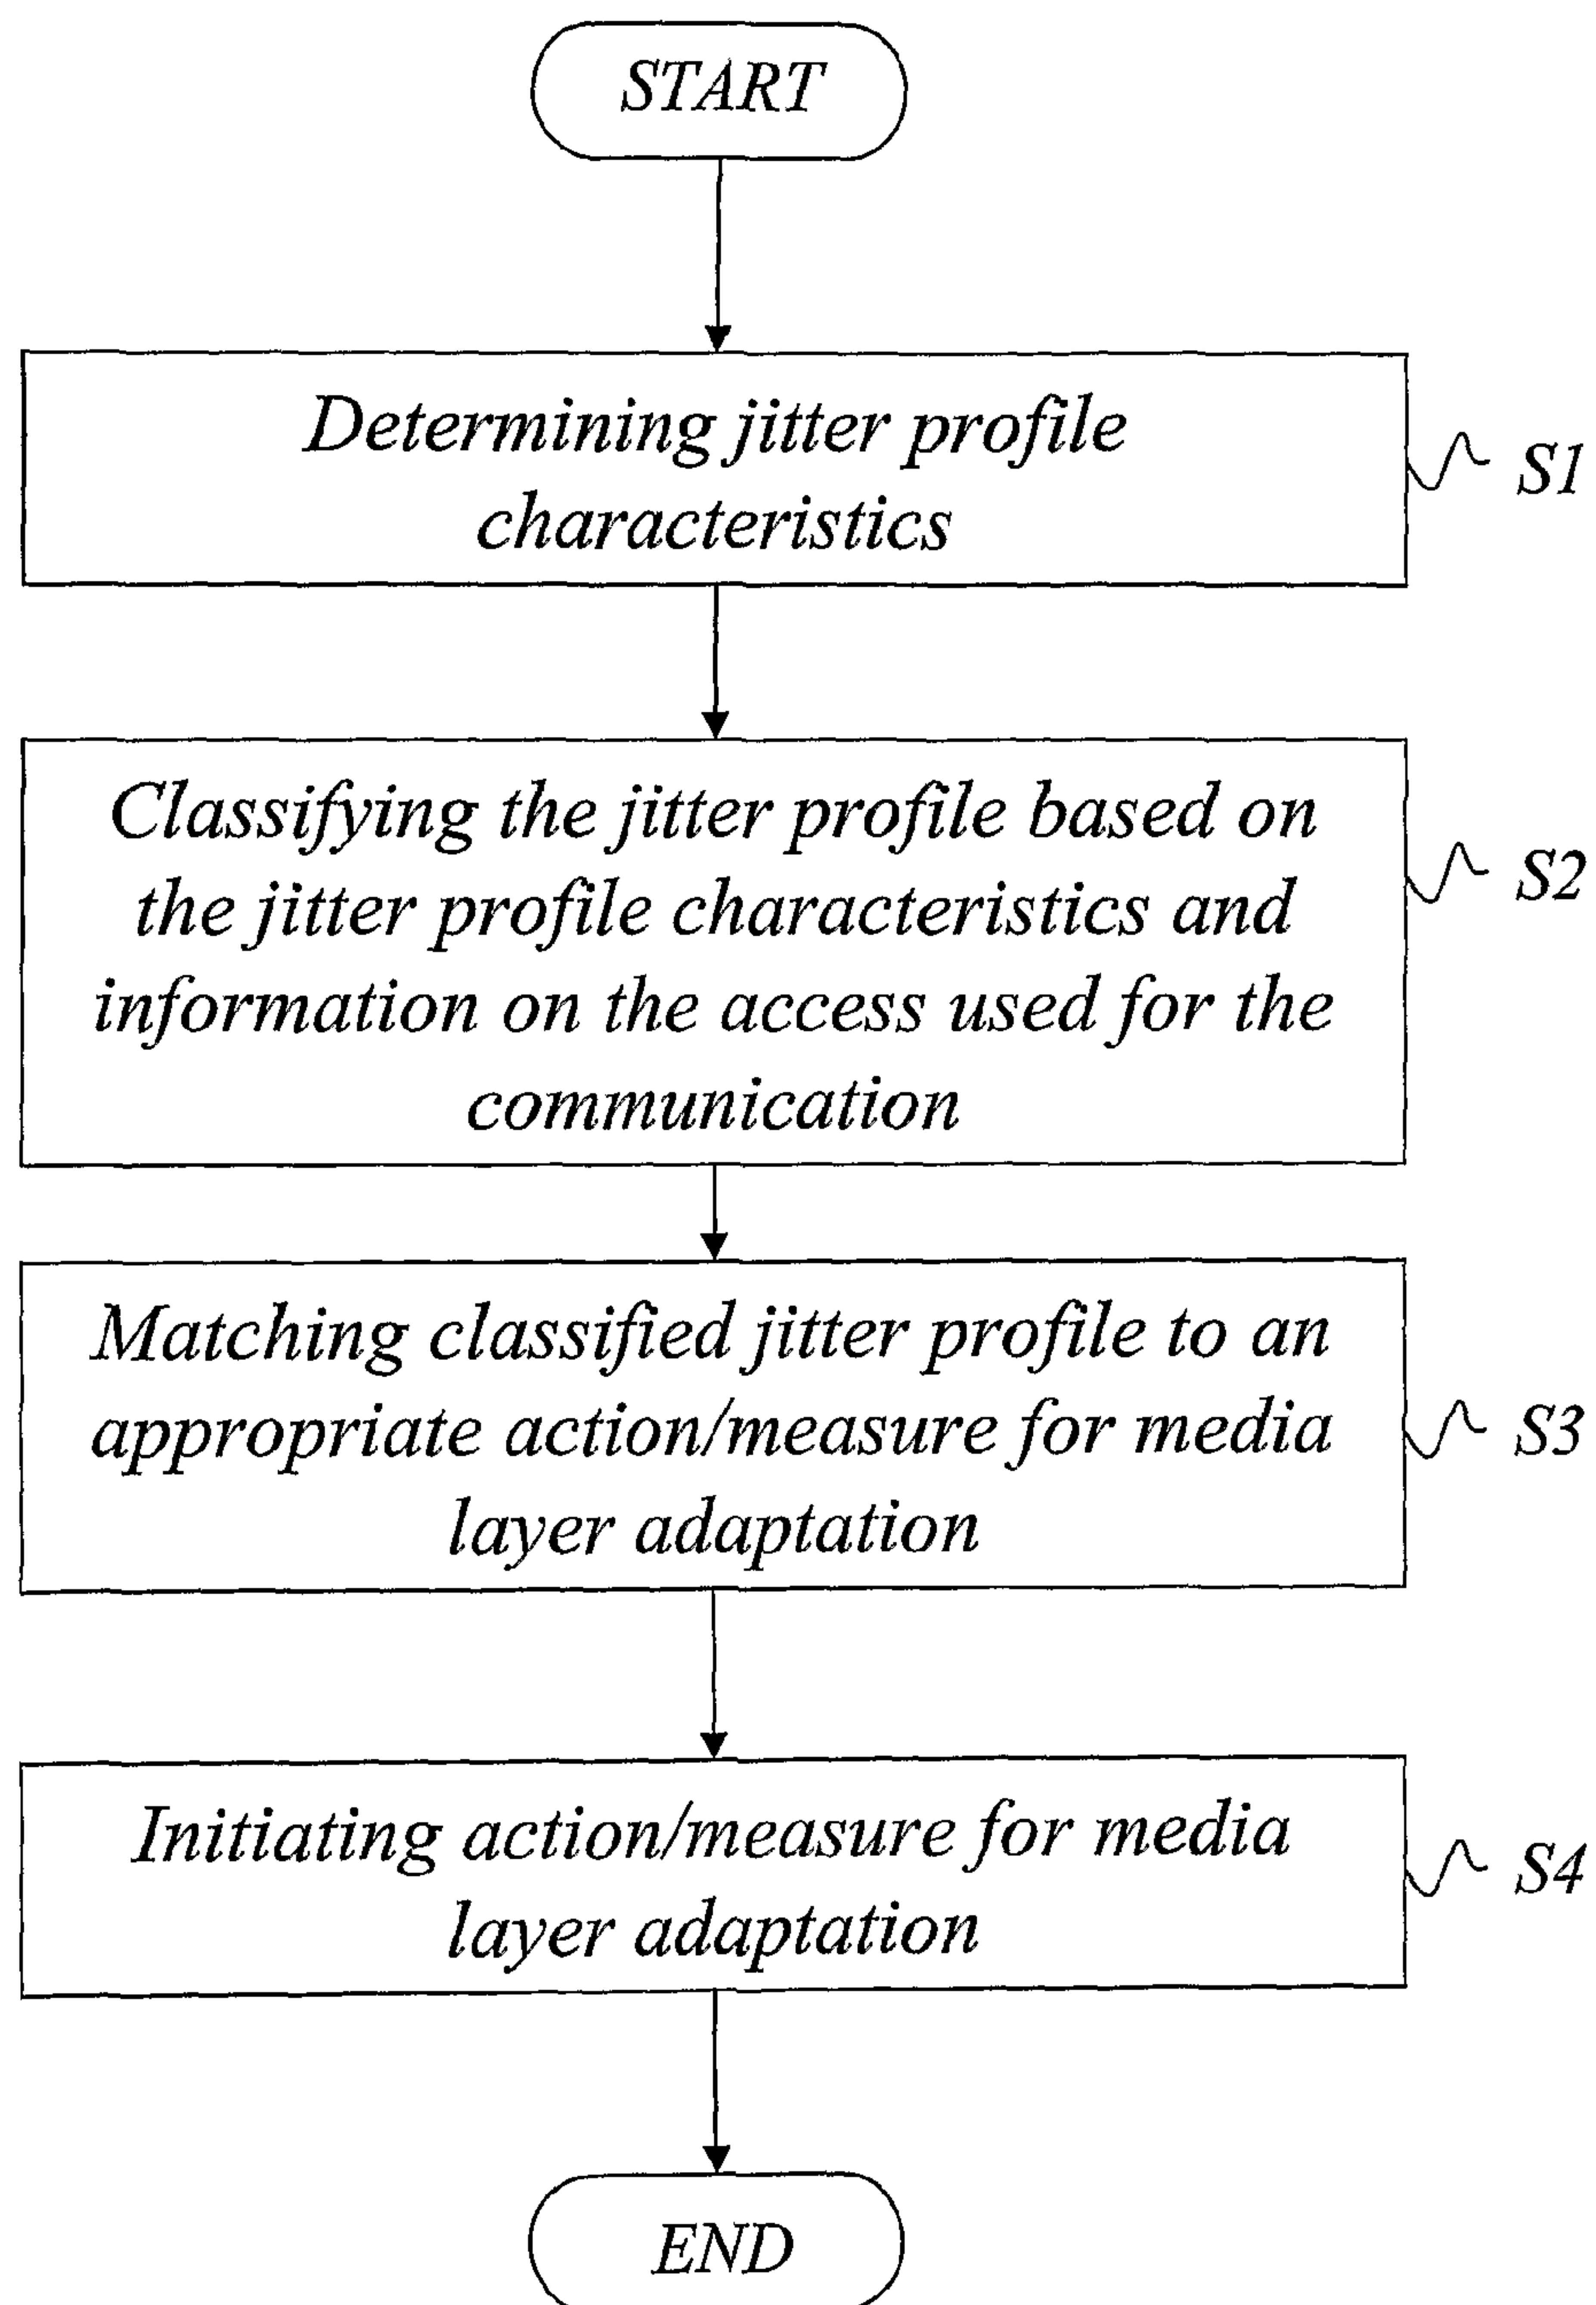 START
Determining jitter profile
characteristics
S1
Classifying the jitter profile based on
the jitter profile characteristics and
information on the access used for the
communication
S2
Matching classified jitter profile to an
appropriate action/measure for media
layer adaptation
S3
Initiating action/measure for media
layer adaptation
S4
END